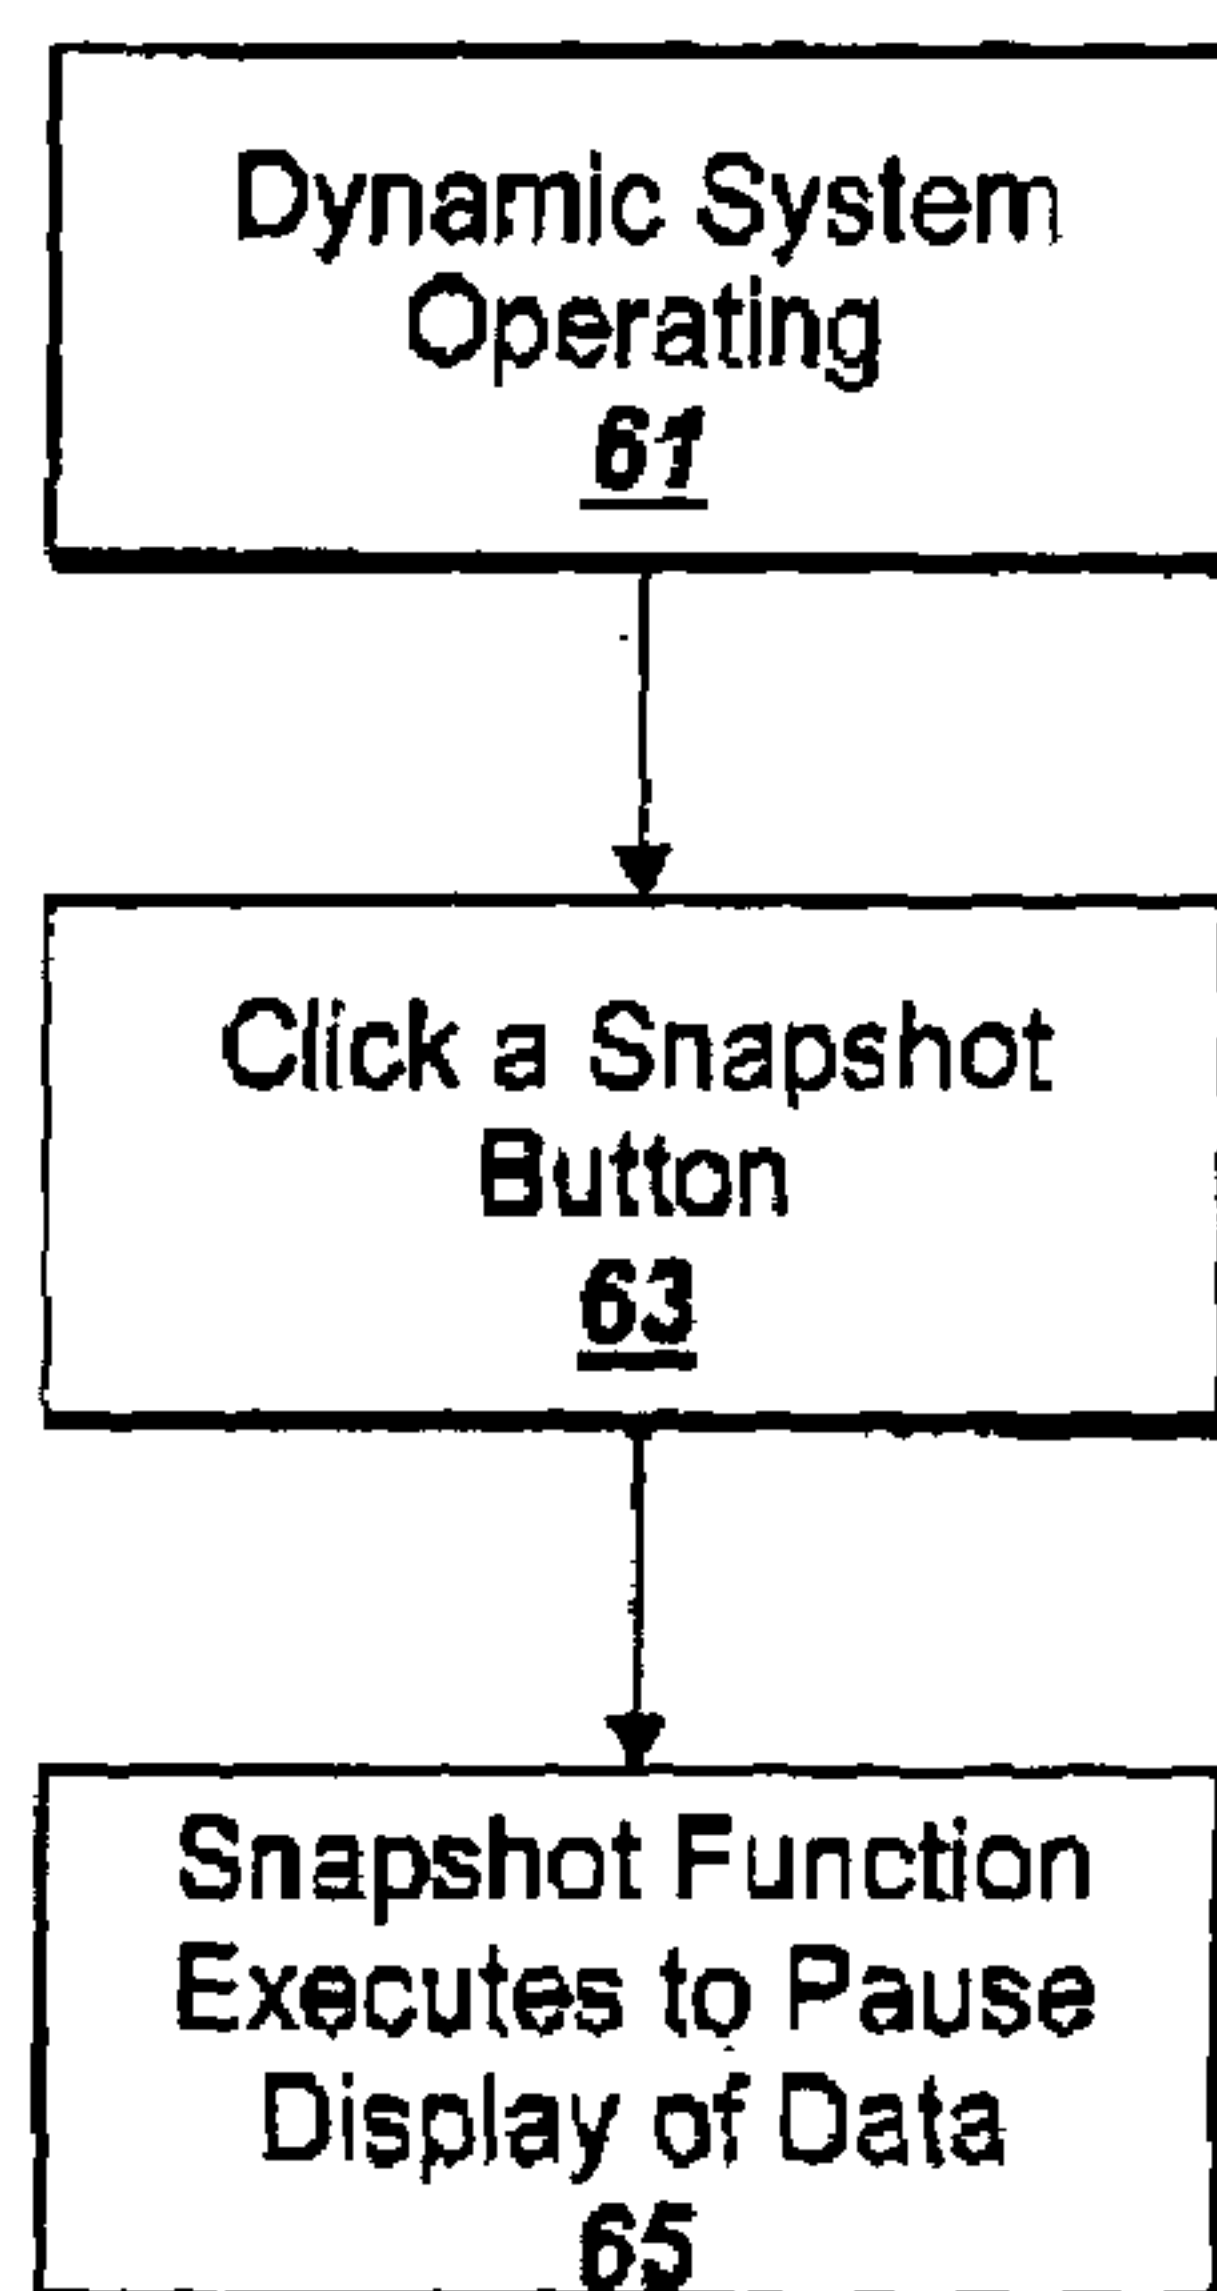 Dynamic System
Operating
61
Click a Snapshot
Button
63
Snapshot Function
Executes to Pause
Display of Data
65